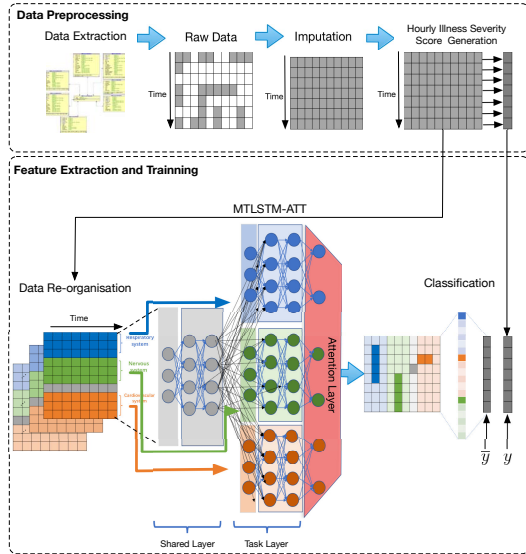 Data Preprocessing
Data Extraction
Raw Data
Imputation
Hourly Illness Severity
Score Generation
Time
Time
Time
Feature Extraction and Trainning
MTLSTM-ATT
Data Re-organisation
Classification
Time
Respiratory
system
Nervous
system
Cardiovascular
system
Attention Layer
y̅
y
Shared Layer
Task Layer